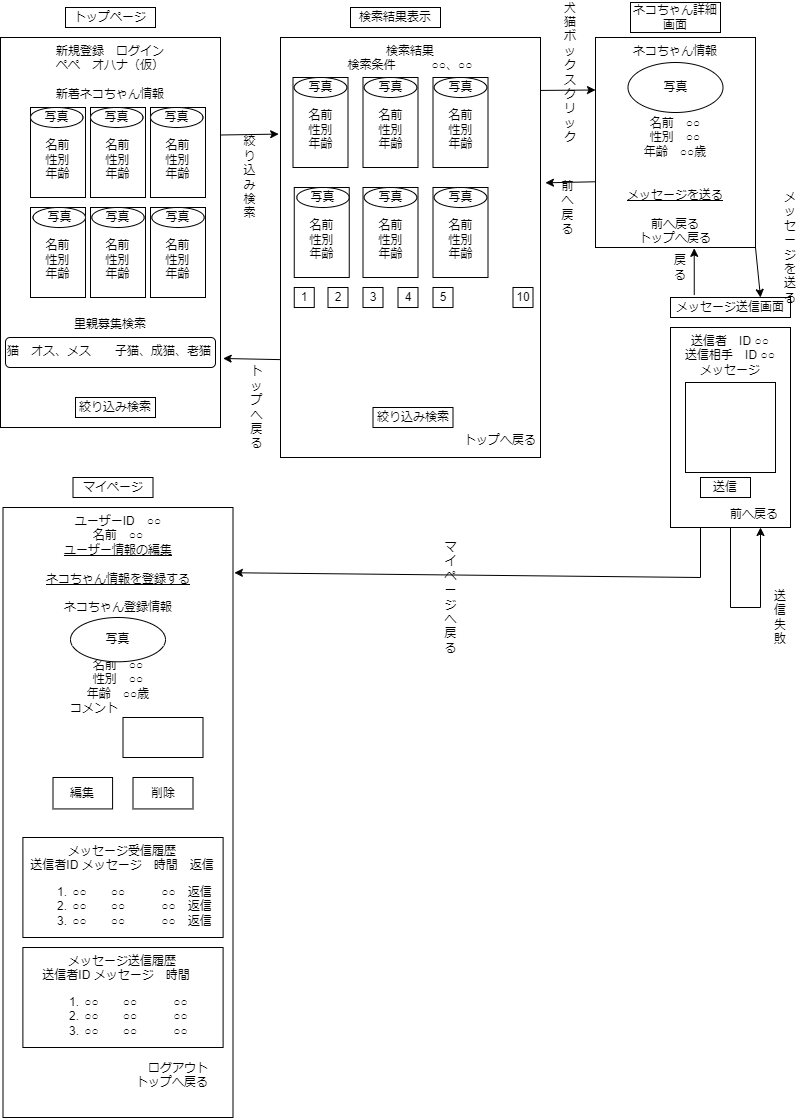 トップページ
新規登録　ログイン
ペペ　オハナ（仮）
新着ネコちゃん情報
写真
名前
性別
年齢
写真
名前
性別
年齢
写真
名前
性別
年齢
写真
名前
性別
年齢
写真
名前
性別
年齢
写真
名前
性別
年齢
里親募集検索
猫　オス、メス　　子猫、成猫、老猫
絞り込み検索
絞り込み検索
トップへ戻る
検索結果表示
検索結果
検索条件　　　○○、○○
写真
名前
性別
年齢
写真
名前
性別
年齢
写真
名前
性別
年齢
写真
名前
性別
年齢
写真
名前
性別
年齢
写真
名前
性別
年齢
1
2
3
4
5
10
絞り込み検索
トップへ戻る
犬猫ボックスクリック
前へ戻る
ネコちゃん詳細
画面
ネコちゃん情報
写真
名前　○○
性別　○○
年齢　○○歳
メッセージを送る
前へ戻る
トップへ戻る
戻る
メッセージを送る
メッセージ送信画面
送信者　ID ○○
送信相手　ID ○○
メッセージ
送信
前へ戻る
送信失敗
マイページへ戻る
マイページ
ユーザーID　○○
名前　○○
ユーザー情報の編集
ネコちゃん情報を登録する
ネコちゃん登録情報
写真
名前　○○
性別　○○
年齢　○○歳
コメント
編集
削除
メッセージ受信履歴
送信者ID メッセージ　時間　返信
1. ○○　　○○　　　○○　返信
2. ○○　　○○　　　○○　返信
3. ○○　　○○　　　○○　返信
メッセージ送信履歴
送信者ID メッセージ　時間
1. ○○　　○○　　　○○
2. ○○　　○○　　　○○
3. ○○　　○○　　　○○
ログアウト
トップへ戻る